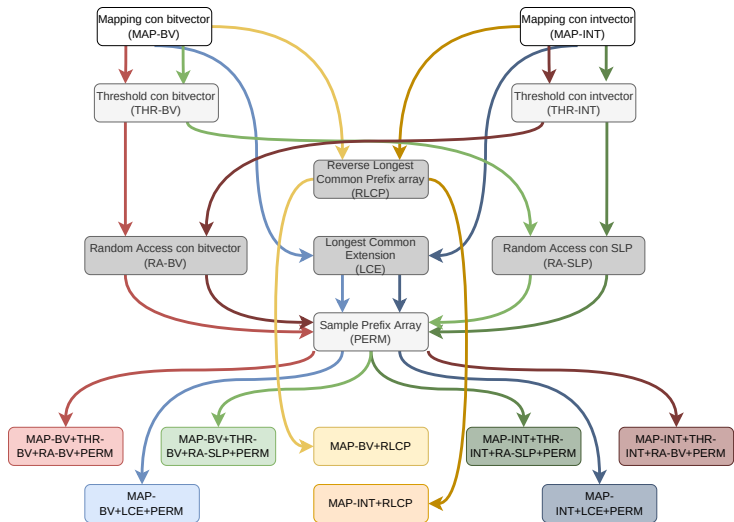 Mapping con bitvector
(MAP-BV)
Mapping con intvector
(MAP-INT)
Threshold con bitvector
(THR-BV)
Threshold con intvector
(THR-INT)
Reverse Longest
Common Prefix array
(RLCP)
Random Access con bitvector
(RA-BV)
Longest Common
Extension
(LCE)
Random Access con SLP
(RA-SLP)
Sample Prefix Array
(PERM)
MAP-BV+THR-
BV+RA-BV+PERM
MAP-BV+THR-
BV+RA-SLP+PERM
MAP-BV+RLCP
MAP-INT+THR-
INT+RA-SLP+PERM
MAP-INT+THR-
INT+RA-BV+PERM
MAP-
BV+LCE+PERM
MAP-INT+RLCP
MAP-
INT+LCE+PERM